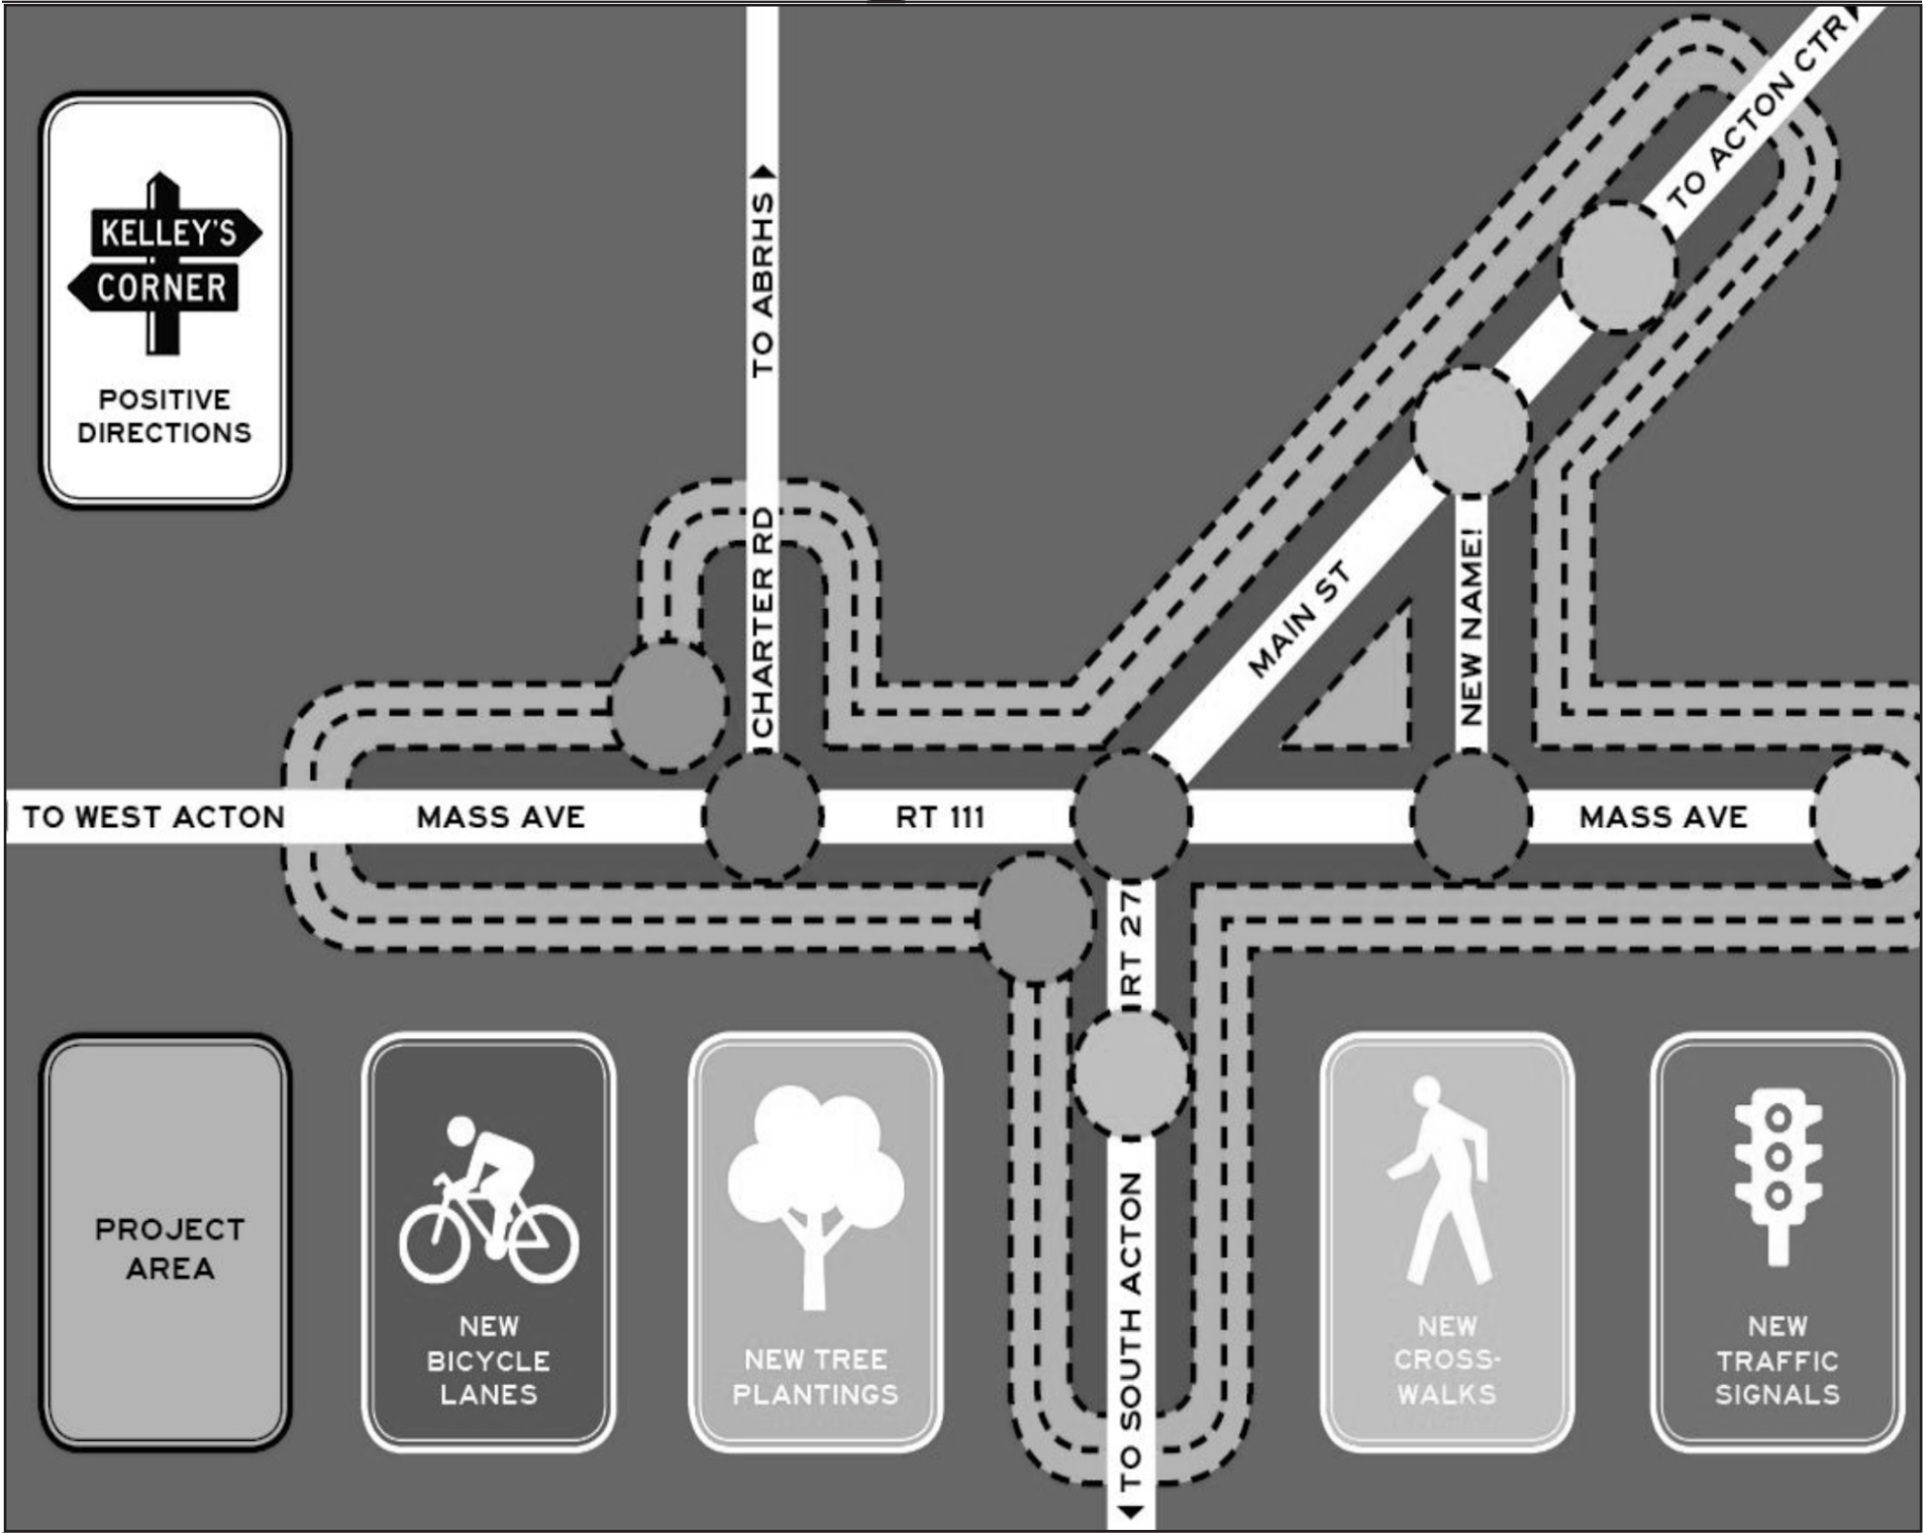 TO ACTON CTR
KELLEY'S
CORNER
POSITIVE
DIRECTIONS
TO ABRHS
CHARTER RD
MAIN ST
NEW NAME!
TO WEST ACTON
MASS AVE
RT 111
MASS AVE
RT 27
TO SOUTH ACTON
PROJECT
AREA
NEW
BICYCLE
LANES
NEW TREE
PLANTINGS
NEW
CROSS-
WALKS
NEW
TRAFFIC
SIGNALS